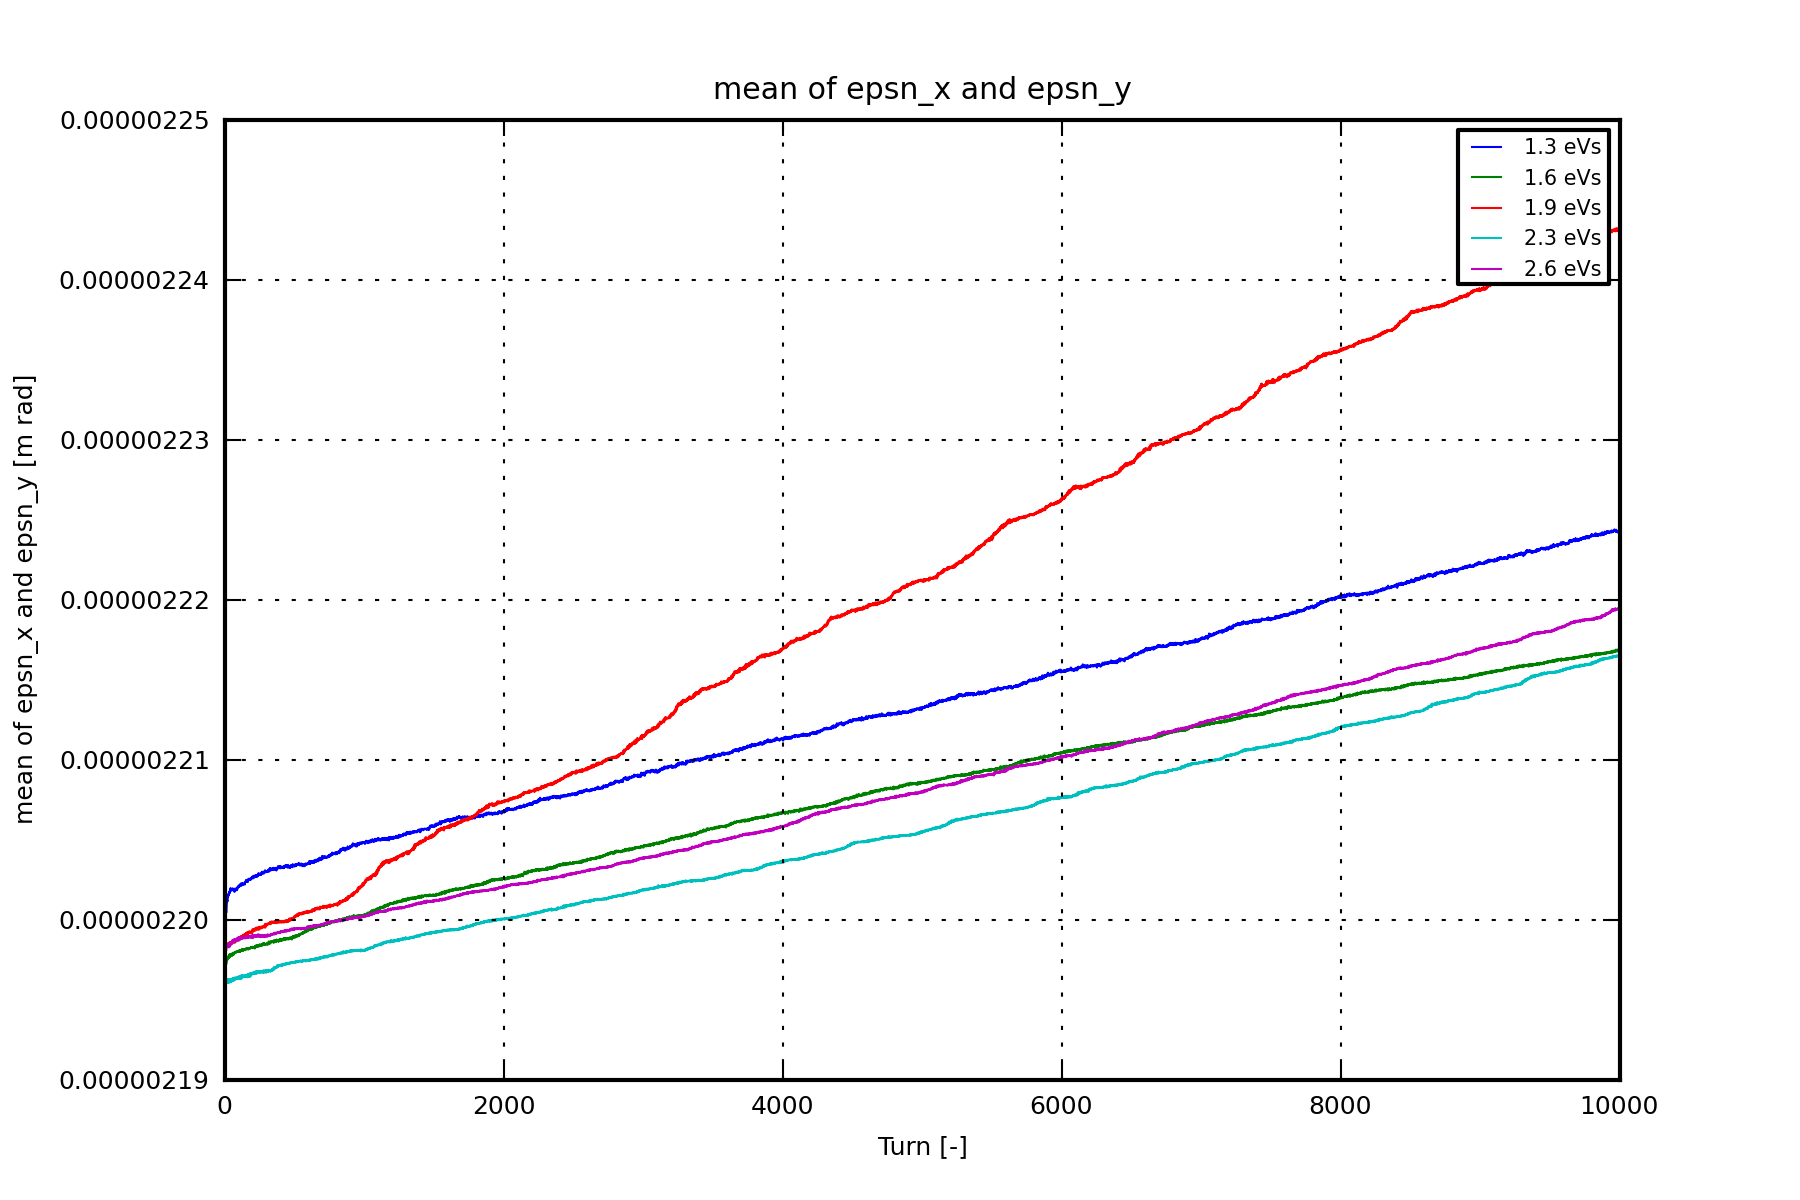 mean of epsn_x and epsn_y
0.00000225
0.00000224
0.00000223
0.00000222
0.00000221
0.00000220
0.00000219
mean of epsn_x and epsn_y [m rad]
1.3 eVs
1.6 eVs
1.9 eVs
2.3 eVs
2.6 eVs
0 2000 4000 6000 8000 10000
Turn [-]